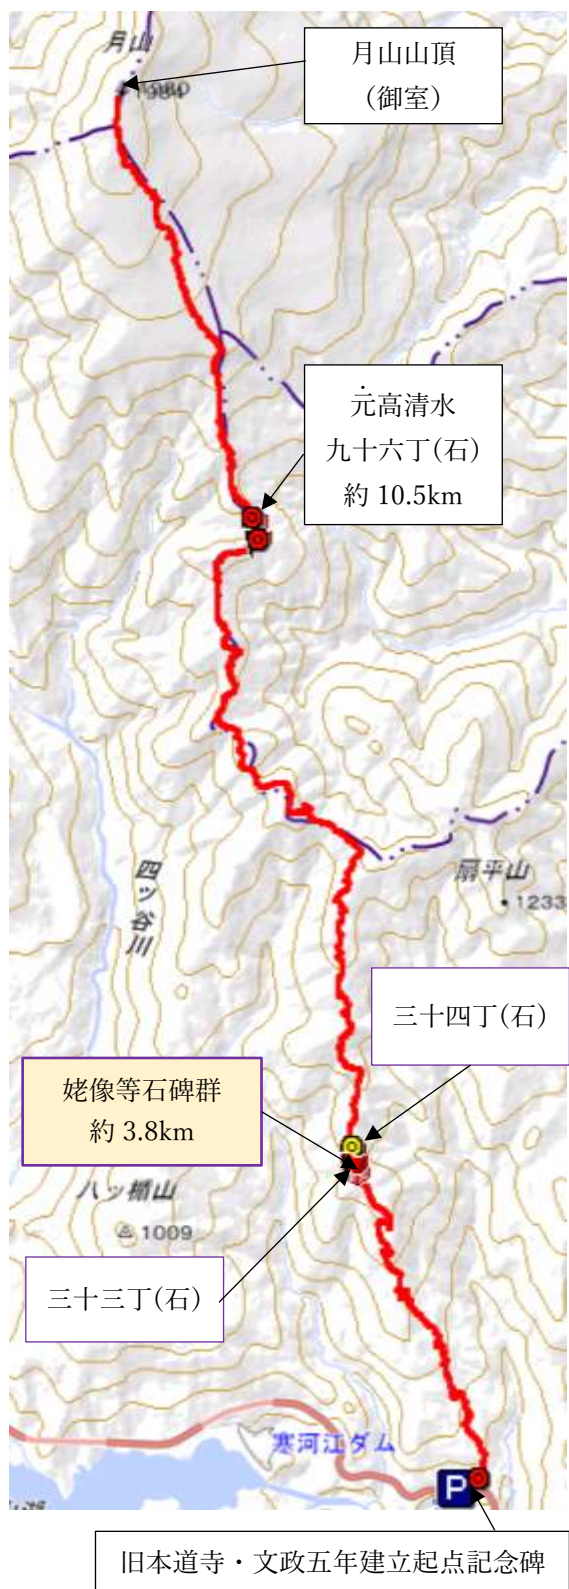 月山
1984
月山山頂
(御室)
元高清水
九十六丁(石)
約 10.5km
四ッ谷川
扇平山
1233
三十四丁(石)
姥像等石碑群
約 3.8km
八ッ楯山
1009
三十三丁(石)
寒河江ダム
P
旧本道寺・文政五年建立起点記念碑